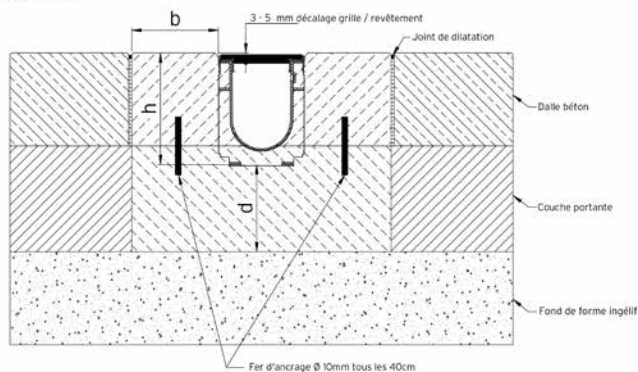 b
3 - 5 mm décalage grille / revêtement
Joint de dilatation
h
Dalle béton
d
Couche portante
Fond de forme ingélif
Fer d'ancrage Ø 10mm tous les 40cm